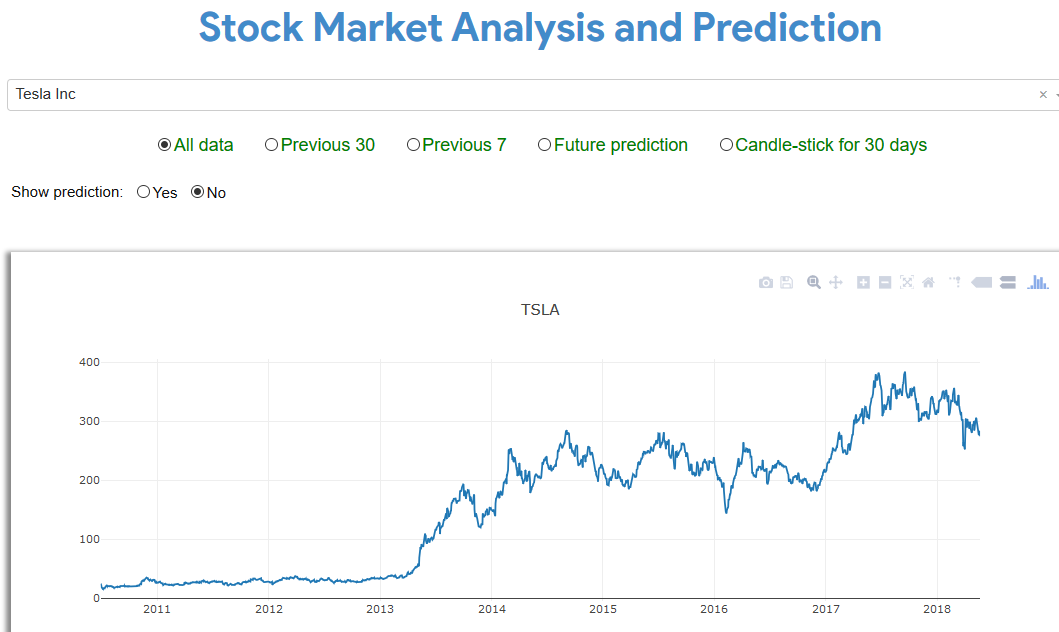 Stock Market Analysis and Prediction
Tesla Inc
All data Previous 30 Previous 7 Future prediction Candle-stick for 30 days
Show prediction: Yes No
TSLA
400
300
200
100
0
2011 2012 2013 2014 2015 2016 2017 2018